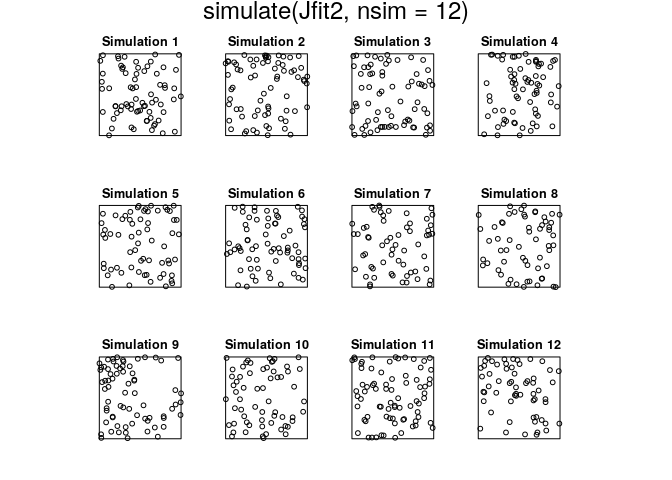 simulate(Jfit2, nsim = 12)
Simulation 1 Simulation 2 Simulation 3 Simulation 4
Simulation 5 Simulation 6 Simulation 7 Simulation 8
Simulation 9 Simulation 10 Simulation 11 Simulation 12